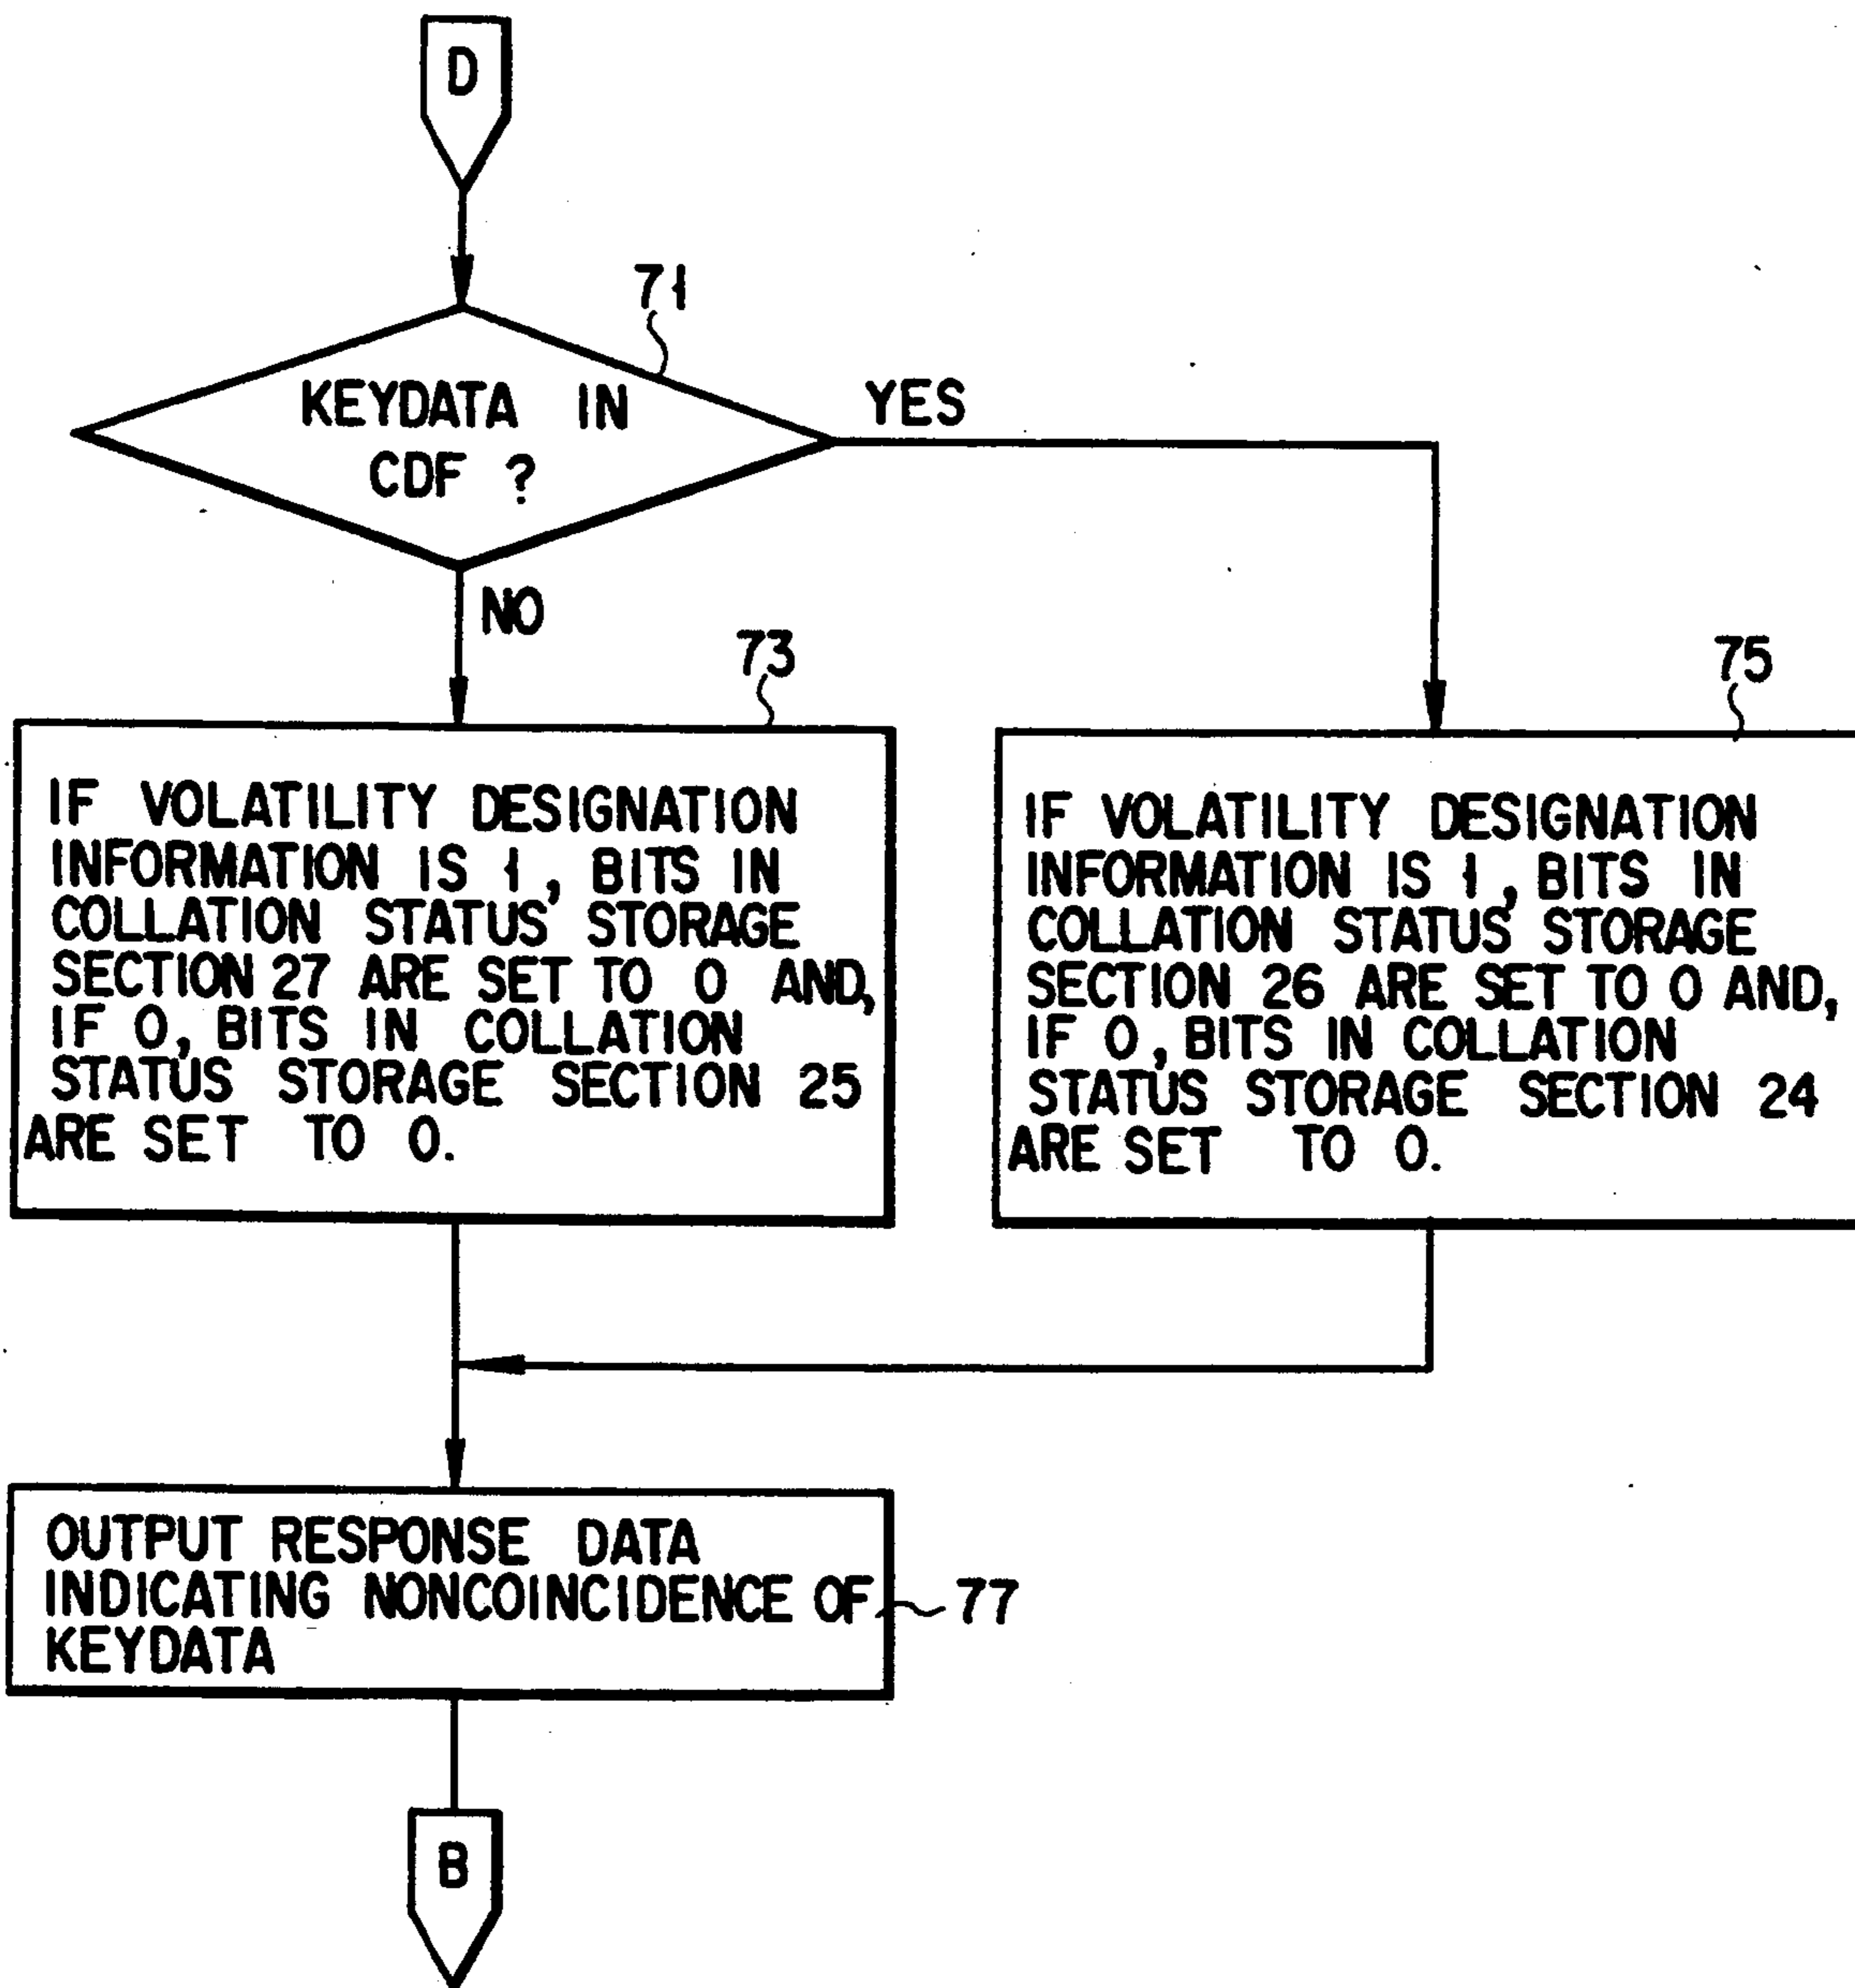 D
71
KEYDATA IN
CDF ?
YES
NO
73
IF VOLATILITY DESIGNATION
INFORMATION IS 1, BITS IN
COLLATION STATUS STORAGE
SECTION 27 ARE SET TO 0 AND,
IF 0, BITS IN COLLATION
STATUS STORAGE SECTION 25
ARE SET TO 0.
75
IF VOLATILITY DESIGNATION
INFORMATION IS 1, BITS IN
COLLATION STATUS STORAGE
SECTION 26 ARE SET TO 0 AND,
IF 0, BITS IN COLLATION
STATUS STORAGE SECTION 24
ARE SET TO 0.
OUTPUT RESPONSE DATA
INDICATING NONCOINCIDENCE OF
KEYDATA
77
B